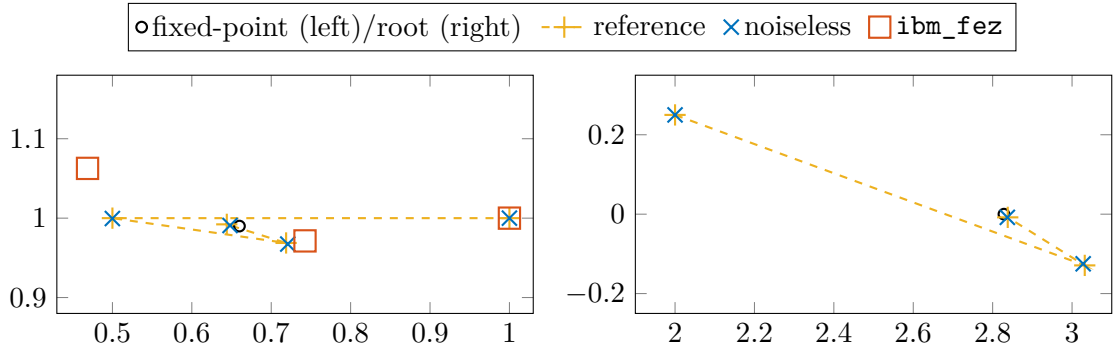 fixed-point (left)/root (right) reference noiseless ibm_fez
1.1
1
0.9
0.5 0.6 0.7 0.8 0.9 1
0.2
0
−0.2
2 2.2 2.4 2.6 2.8 3